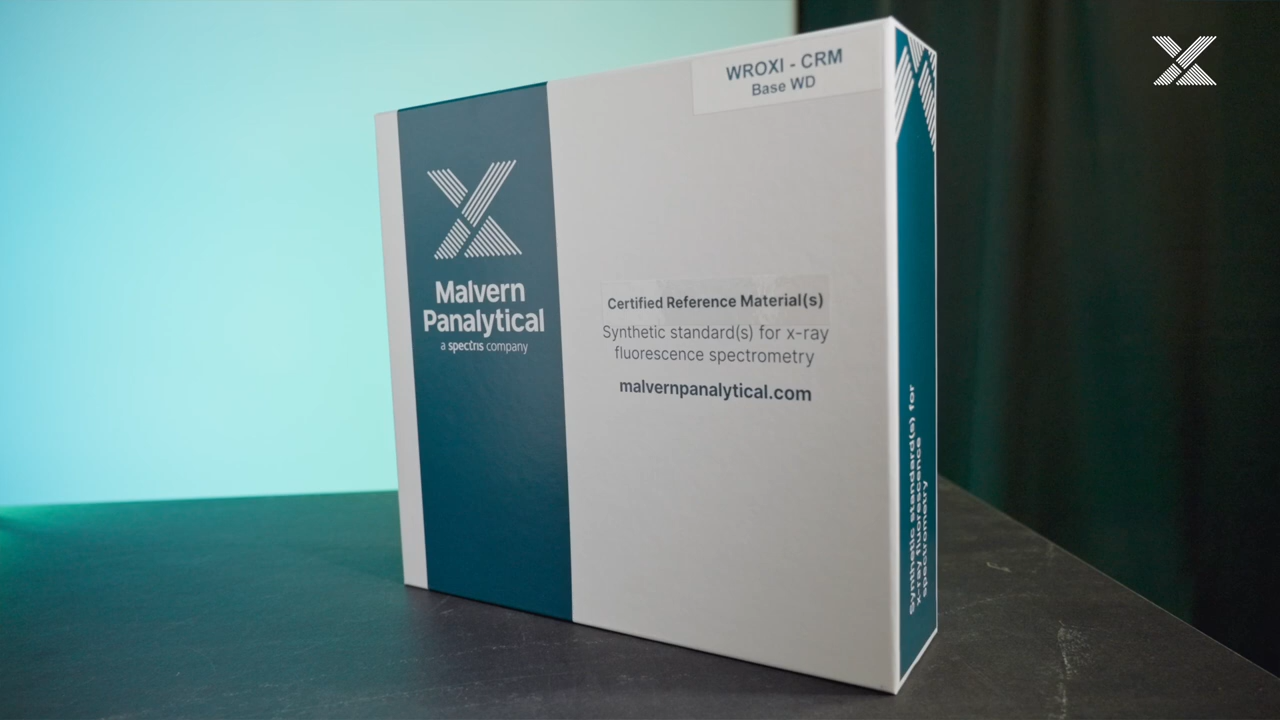 WROXI - CRM
Base WD
Malvern
Panalytical
a spectris company
Certified Reference Material(s)
Synthetic standard(s) for x-ray
fluorescence spectrometry
malvernpanalytical.com
Synthetic standard(s) for
x-ray fluorescence
spectrometry